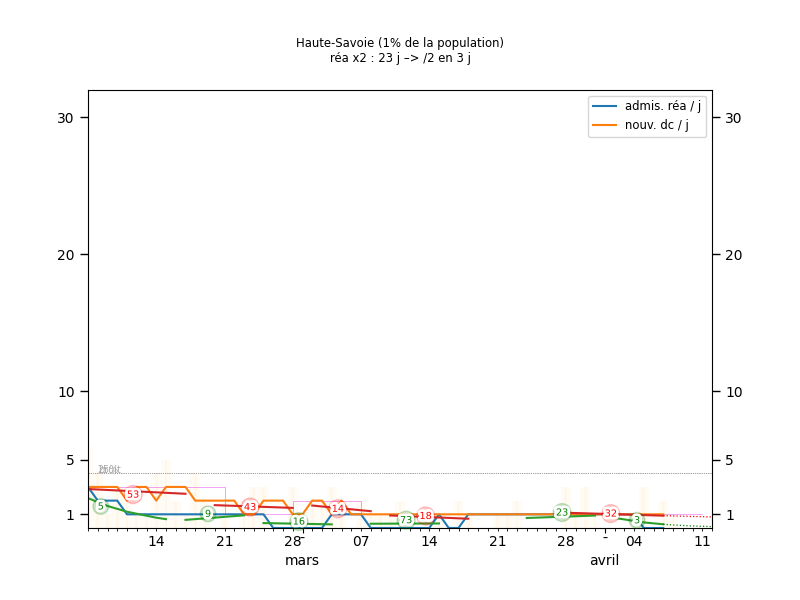 Haute-Savoie (1% de la population)
réa x2 : 23 j –> /2 en 3 j
admis. réa / j
nouv. dc / j
30 30
20 20
10 10
5 5
1 1
5 53 9 43 16 14 73 18 23 32 3
14 21 28 07 14 21 28 04 11
mars avril